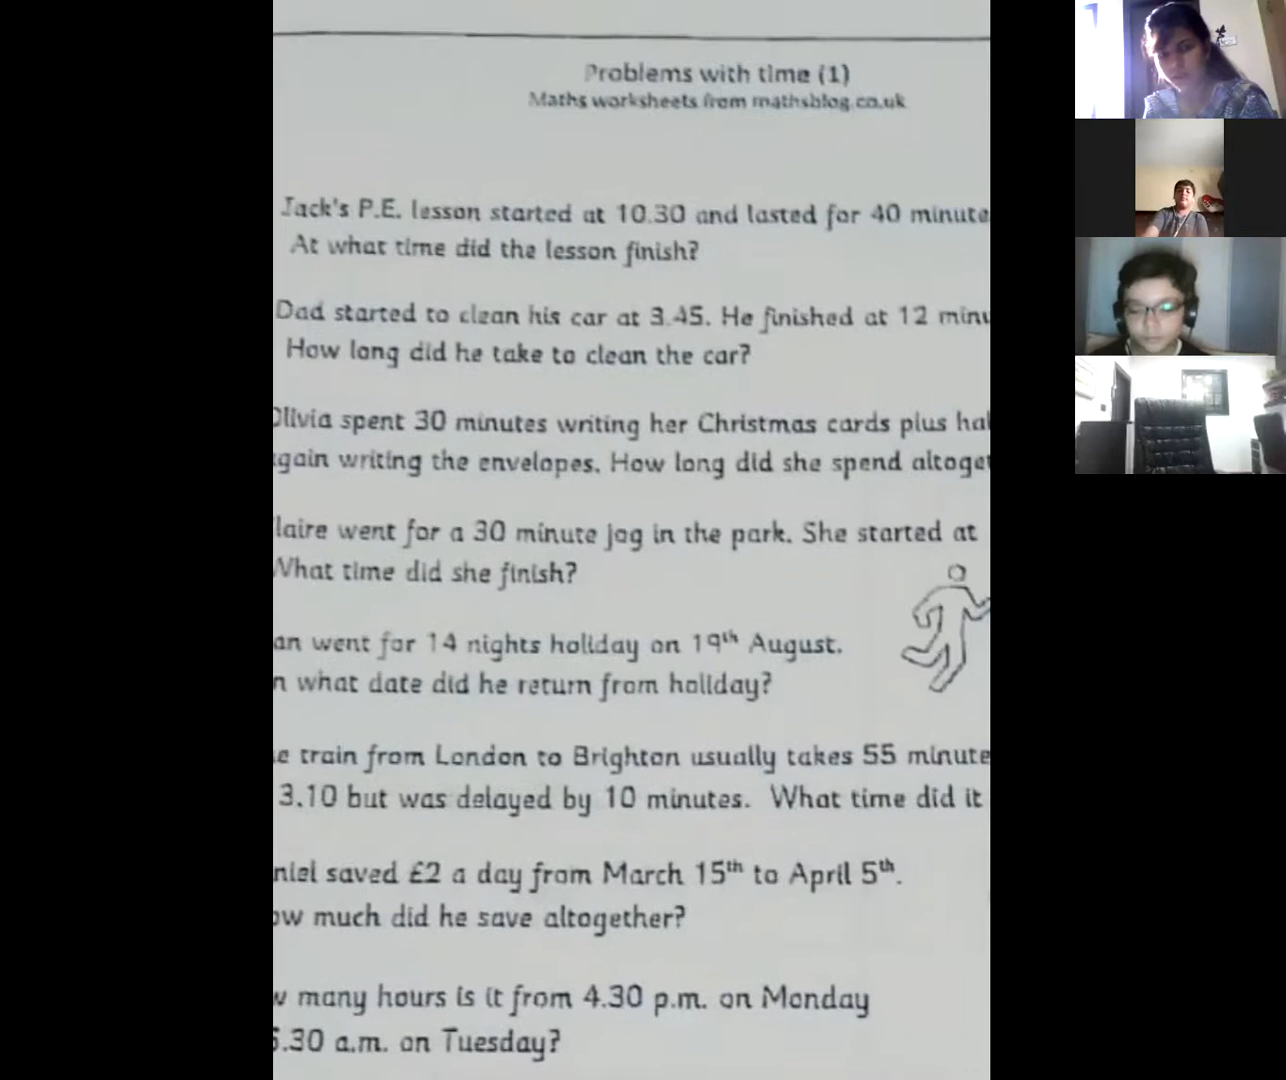 Problems with time (1)
Maths worksheets from mathsblog.co.uk
Jack's P.E. lesson started at 10.30 and lasted for 40 minute
At what time did the lesson finish?
Dad started to clean his car at 3.45. He finished at 12 minu
How long did he take to clean the car?
Olivia spent 30 minutes writing her Christmas cards plus hal
again writing the envelopes. How long did she spend altoget
laire went for a 30 minute jog in the park. She started at
What time did she finish?
an went for 14 nights holiday on 19th August.
n what date did he return from holiday?
e train from London to Brighton usually takes 55 minute
3.10 but was delayed by 10 minutes. What time did it
niel saved £2 a day from March 15th to April 5th.
ow much did he save altogether?
w many hours is it from 4.30 p.m. on Monday
.30 a.m. on Tuesday?